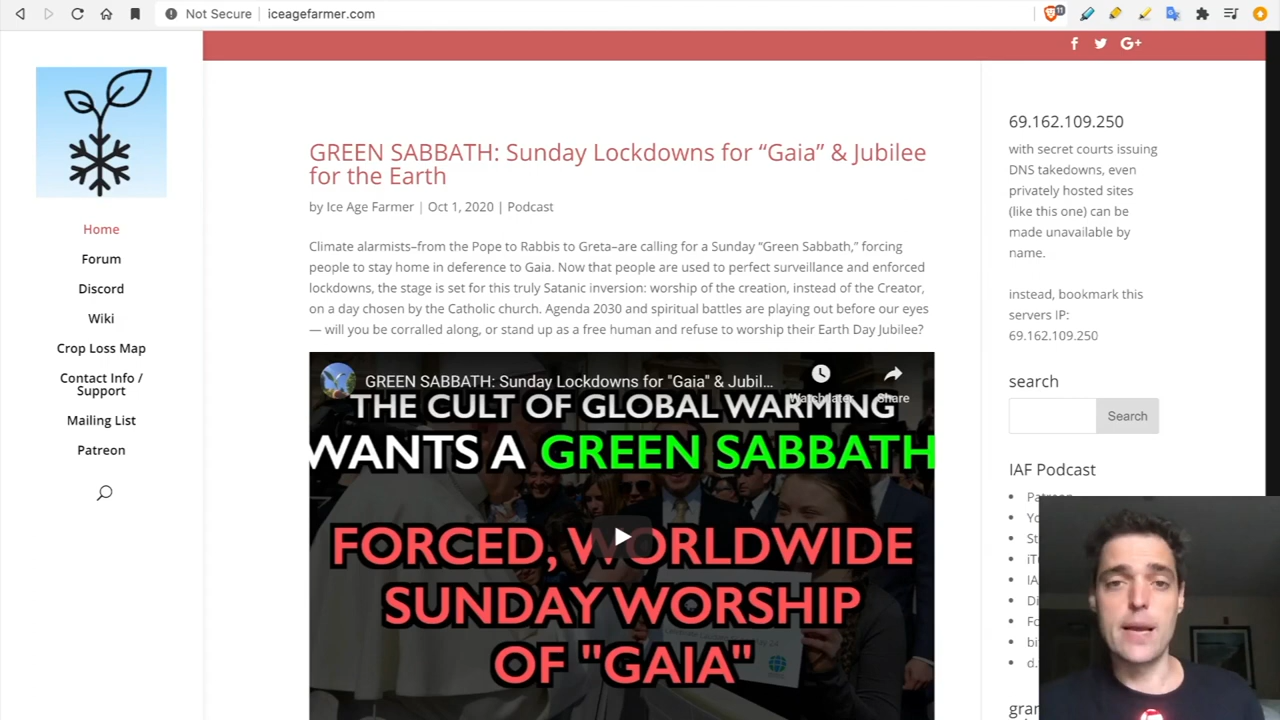 Not Secure | iceagefarmer.com
11
Home
Forum
Discord
Wiki
Crop Loss Map
Contact Info /
Support
Mailing List
Patreon
GREEN SABBATH: Sunday Lockdowns for “Gaia” & Jubilee
for the Earth
by Ice Age Farmer | Oct 1, 2020 | Podcast
Climate alarmists–from the Pope to Rabbis to Greta–are calling for a Sunday “Green Sabbath,” forcing
people to stay home in deference to Gaia. Now that people are used to perfect surveillance and enforced
lockdowns, the stage is set for this truly Satanic inversion: worship of the creation, instead of the Creator,
on a day chosen by the Catholic church. Agenda 2030 and spiritual battles are playing out before our eyes
— will you be corralled along, or stand up as a free human and refuse to worship their Earth Day Jubilee?
GREEN SABBATH: Sunday Lockdowns for "Gaia" & Jubil...
Watch later
Share
THE CULT OF GLOBAL WARMING
WANTS A GREEN SABBATH
FORCED, WORLDWIDE
SUNDAY WORSHIP
OF "GAIA"
f
G+
69.162.109.250
with secret courts issuing
DNS takedowns, even
privately hosted sites
(like this one) can be
made unavailable by
name.
instead, bookmark this
servers IP:
69.162.109.250
search
Search
IAF Podcast